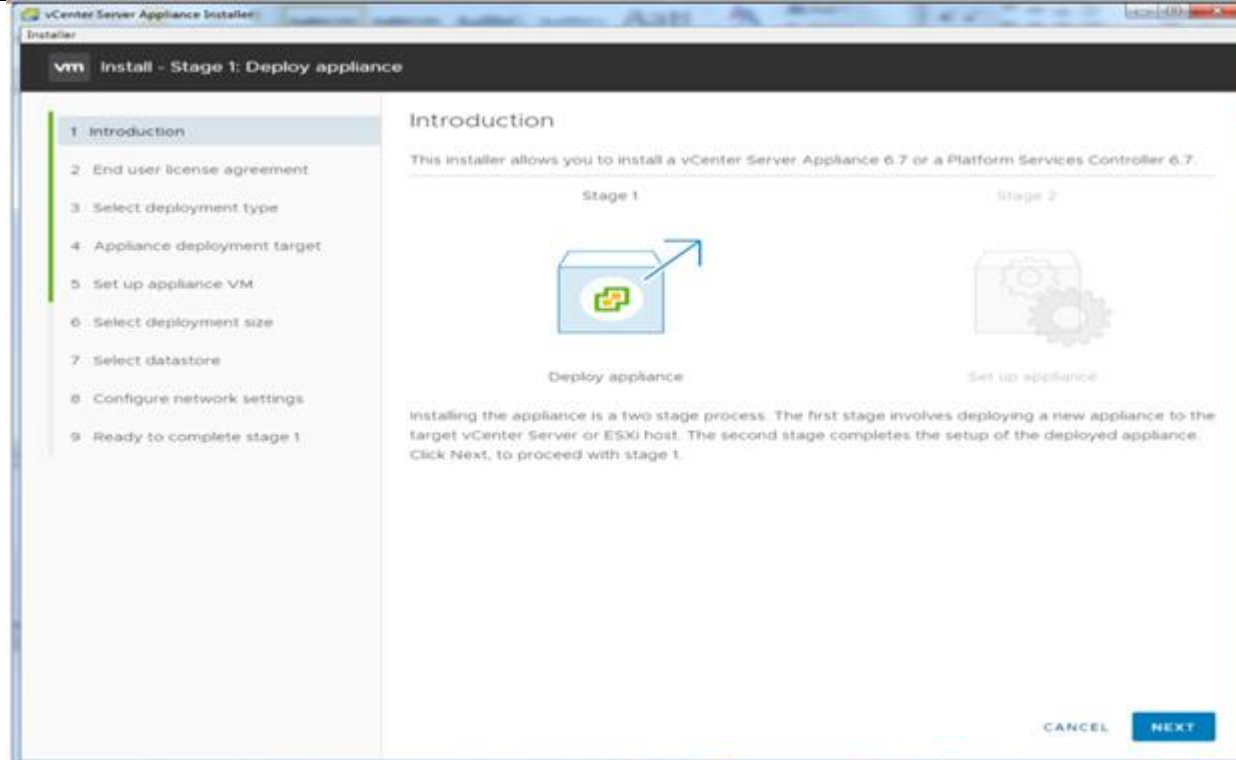 vCenter Server Appliance Installer
Installer
vm Install - Stage 1: Deploy appliance
1 Introduction
2 End user license agreement
3 Select deployment type
4 Appliance deployment target
5 Set up appliance VM
6 Select deployment size
7 Select datastore
8 Configure network settings
9 Ready to complete stage 1
Introduction
This installer allows you to install a vCenter Server Appliance 6.7 or a Platform Services Controller 6.7.
Stage 1
Stage 2
Deploy appliance
Set up appliance
Installing the appliance is a two stage process. The first stage involves deploying a new appliance to the
target vCenter Server or ESXi host. The second stage completes the setup of the deployed appliance.
Click Next, to proceed with stage 1.
CANCEL
NEXT